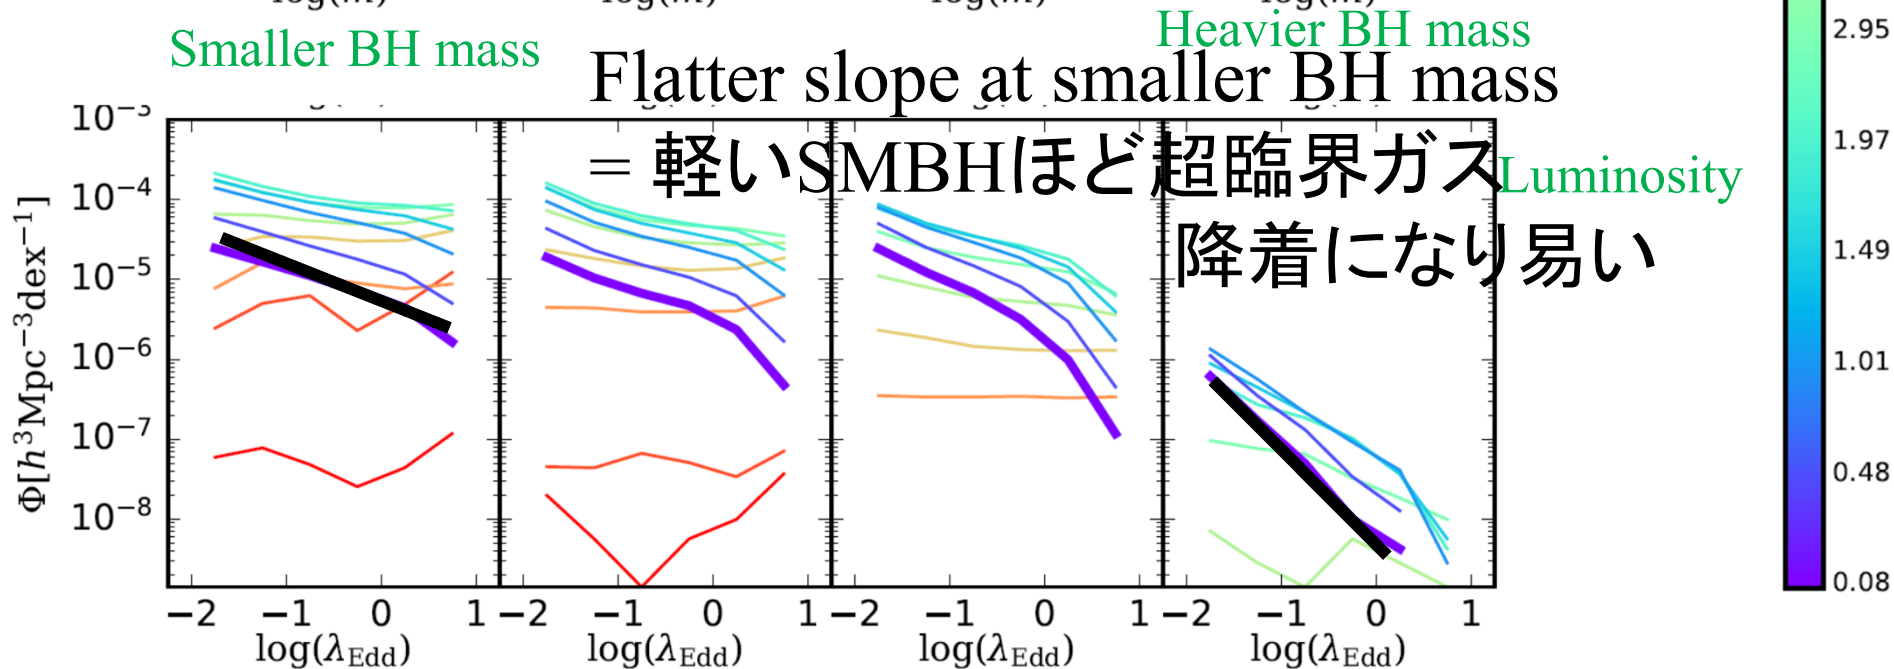 log(ṁ) log(ṁ) log(ṁ) log(ṁ)
Smaller BH mass
Heavier BH mass
Flatter slope at smaller BH mass
= 軽いSMBHほど超臨界ガス
降着になり易い
Luminosity
2.95
1.97
1.49
1.01
0.48
0.08
Φ[h³Mpc⁻³dex⁻¹]
10⁻³
10⁻⁴
10⁻⁵
10⁻⁶
10⁻⁷
10⁻⁸
−2 −1 0 1 −2 −1 0 1 −2 −1 0 1 −2 −1 0 1
log(λEdd) log(λEdd) log(λEdd) log(λEdd)